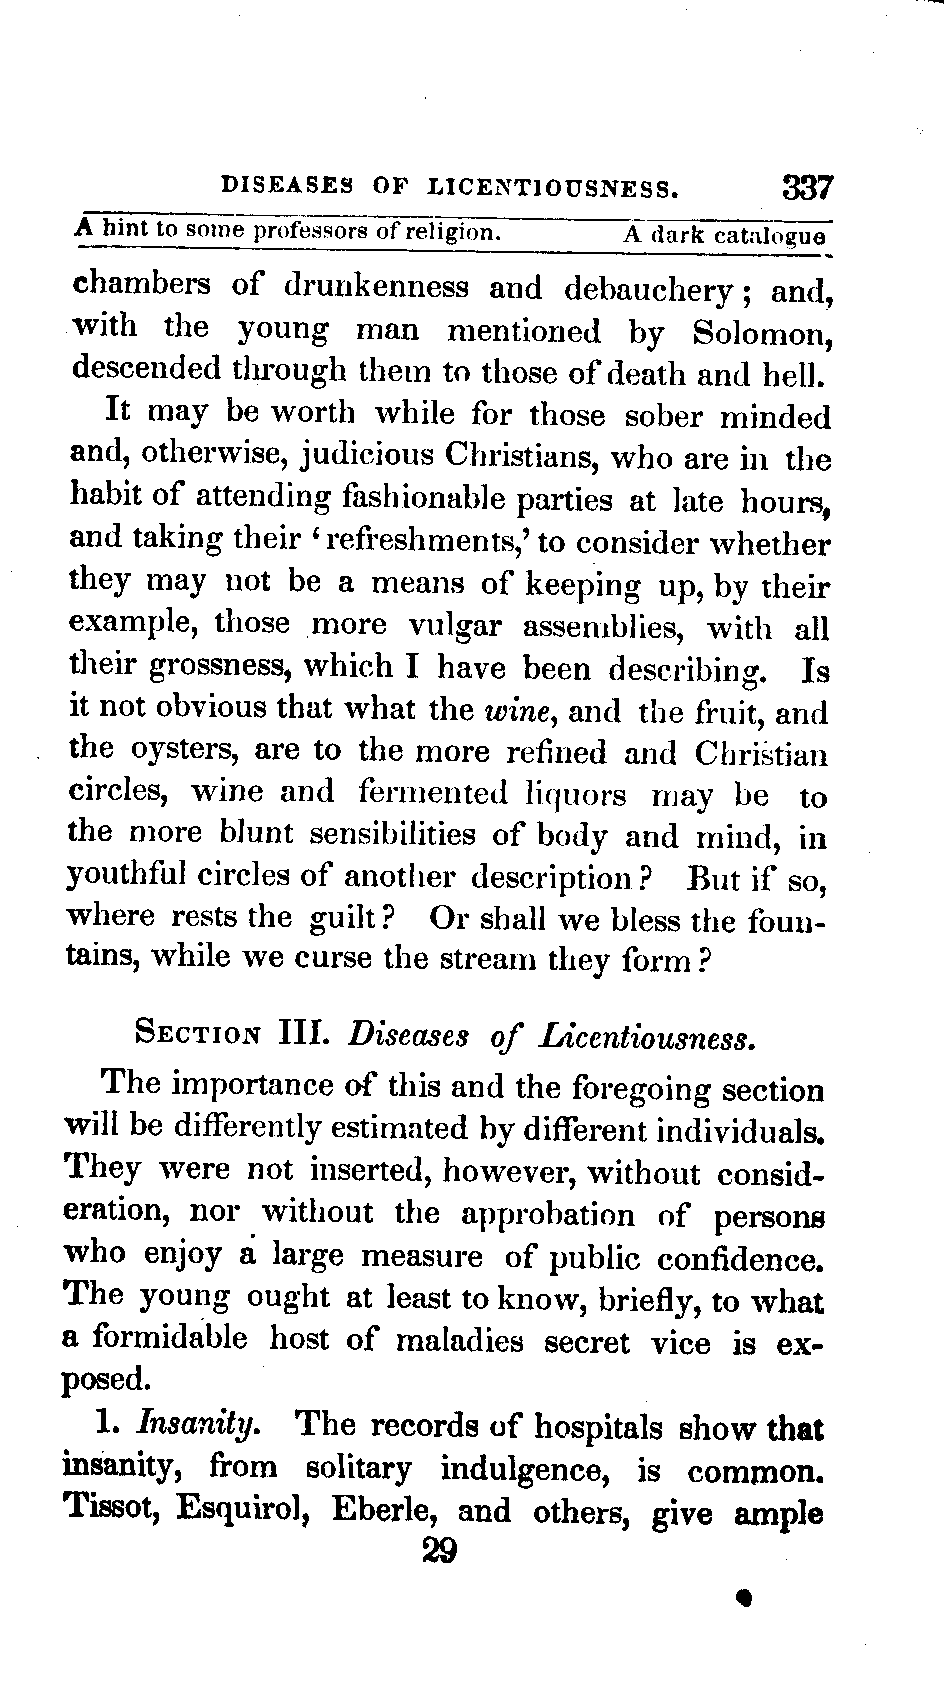 DISEASES OF LICENTIOUSNESS. 337
A hint to some professors of religion. A dark catalogue
chambers of drunkenness and debauchery; and,
with the young man mentioned by Solomon,
descended through them to those of death and hell.
It may be worth while for those sober minded
and, otherwise, judicious Christians, who are in the
habit of attending fashionable parties at late hours,
and taking their ‘refreshments,’ to consider whether
they may not be a means of keeping up, by their
example, those more vulgar assemblies, with all
their grossness, which I have been describing. Is
it not obvious that what the wine, and the fruit, and
the oysters, are to the more refined and Christian
circles, wine and fermented liquors may be to
the more blunt sensibilities of body and mind, in
youthful circles of another description? But if so,
where rests the guilt? Or shall we bless the foun-
tains, while we curse the stream they form?
SECTION III. Diseases of Licentiousness.
The importance of this and the foregoing section
will be differently estimated by different individuals.
They were not inserted, however, without consid-
eration, nor without the approbation of persons
who enjoy a large measure of public confidence.
The young ought at least to know, briefly, to what
a formidable host of maladies secret vice is ex-
posed.
1. Insanity. The records of hospitals show that
insanity, from solitary indulgence, is common.
Tissot, Esquirol, Eberle, and others, give ample
29